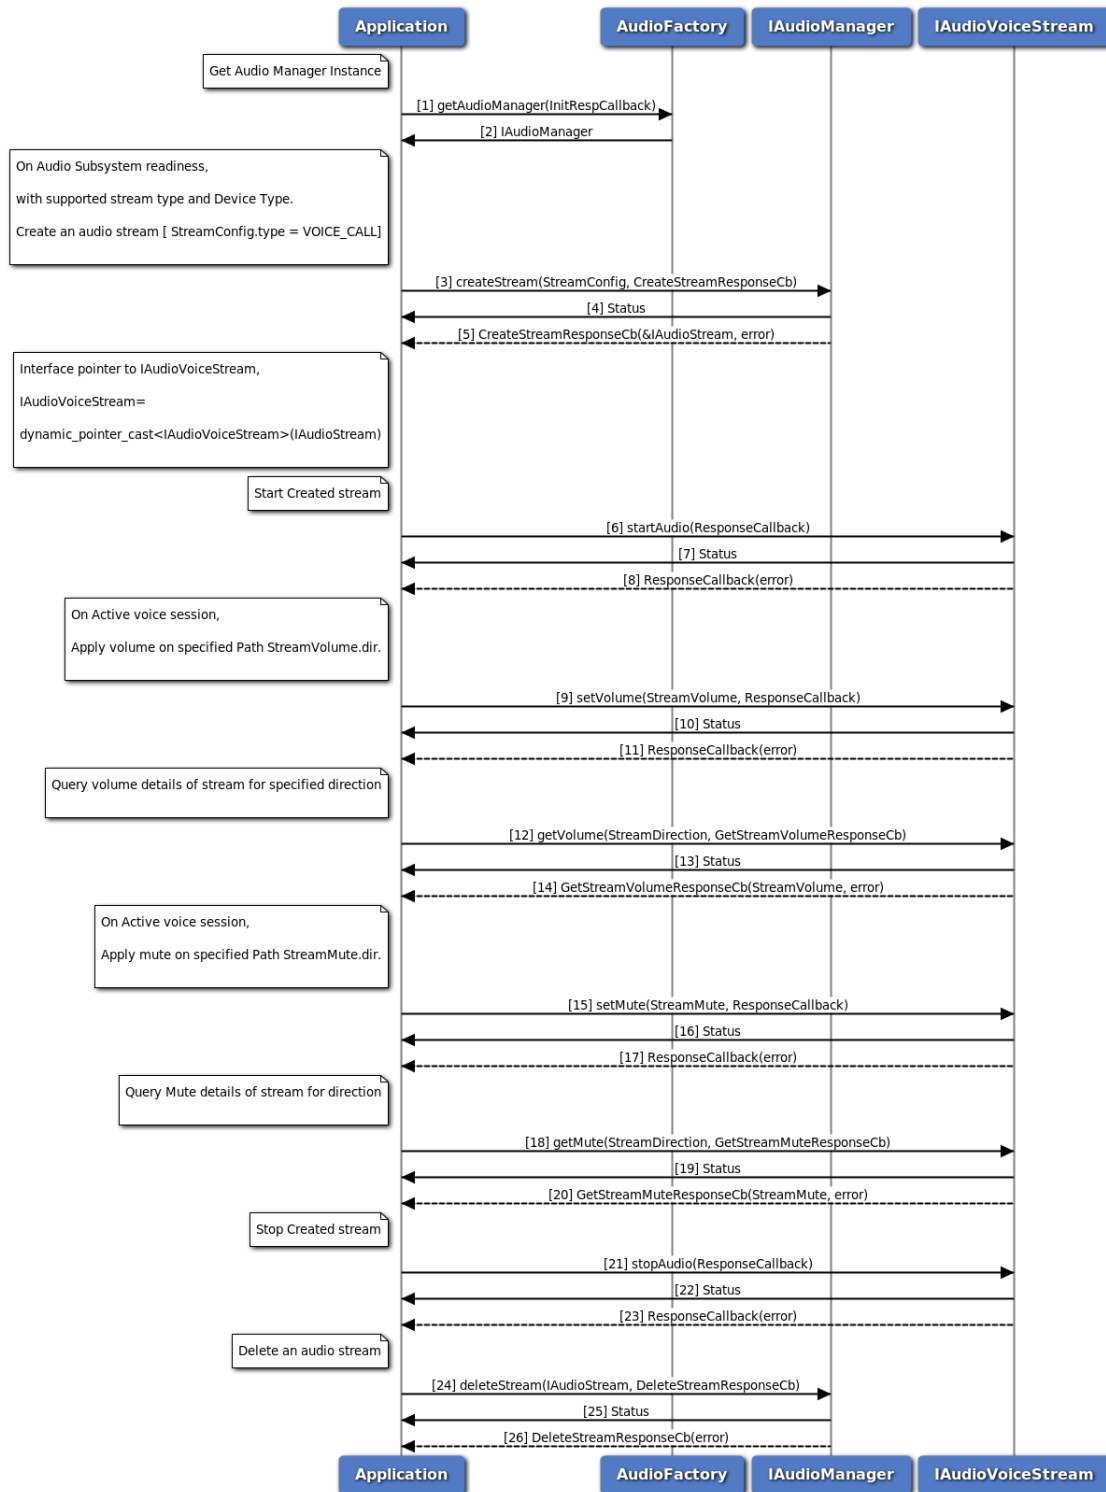 Application
AudioFactory
IAudioManager
IAudioVoiceStream
Get Audio Manager Instance
[1] getAudioManager(InitRespCallback)
[2] IAudioManager
On Audio Subsystem readiness,
with supported stream type and Device Type.
Create an audio stream [ StreamConfig.type = VOICE_CALL]
[3] createStream(StreamConfig, CreateStreamResponseCb)
[4] Status
[5] CreateStreamResponseCb(&IAudioStream, error)
Interface pointer to IAudioVoiceStream,
IAudioVoiceStream=
dynamic_pointer_cast<IAudioVoiceStream>(IAudioStream)
Start Created stream
[6] startAudio(ResponseCallback)
[7] Status
[8] ResponseCallback(error)
On Active voice session,
Apply volume on specified Path StreamVolume.dir.
[9] setVolume(StreamVolume, ResponseCallback)
[10] Status
[11] ResponseCallback(error)
Query volume details of stream for specified direction
[12] getVolume(StreamDirection, GetStreamVolumeResponseCb)
[13] Status
[14] GetStreamVolumeResponseCb(StreamVolume, error)
On Active voice session,
Apply mute on specified Path StreamMute.dir.
[15] setMute(StreamMute, ResponseCallback)
[16] Status
[17] ResponseCallback(error)
Query Mute details of stream for direction
[18] getMute(StreamDirection, GetStreamMuteResponseCb)
[19] Status
[20] GetStreamMuteResponseCb(StreamMute, error)
Stop Created stream
[21] stopAudio(ResponseCallback)
[22] Status
[23] ResponseCallback(error)
Delete an audio stream
[24] deleteStream(IAudioStream, DeleteStreamResponseCb)
[25] Status
[26] DeleteStreamResponseCb(error)
Application
AudioFactory
IAudioManager
IAudioVoiceStream